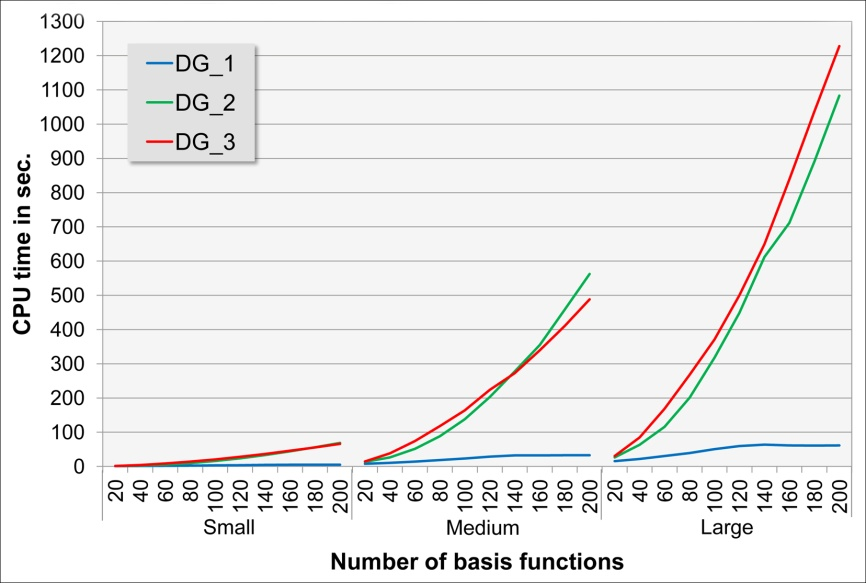 1300
1200
1100
1000
900
800
700
600
500
400
300
200
100
0
CPU time in sec.
DG_1
DG_2
DG_3
20 40 60 80 100 120 140 160 180 200 20 40 60 80 100 120 140 160 180 200 20 40 60 80 100 120 140 160 180 200
Small Medium Large
Number of basis functions